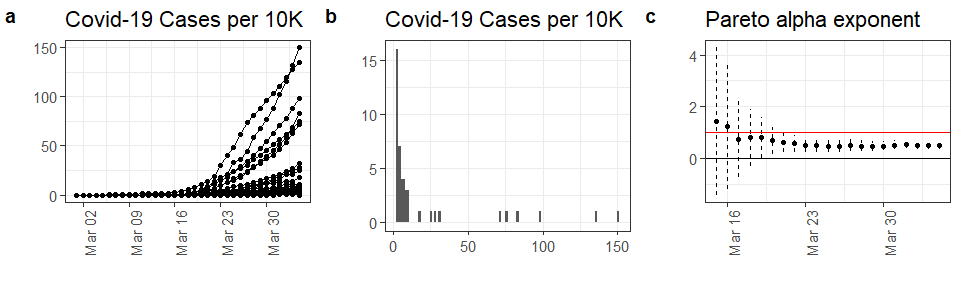 a Covid-19 Cases per 10K
150
100
50
0
Mar 02
Mar 09
Mar 16
Mar 23
Mar 30
b Covid-19 Cases per 10K
15
10
5
0
0 50 100 150
c Pareto alpha exponent
4
2
0
Mar 16
Mar 23
Mar 30